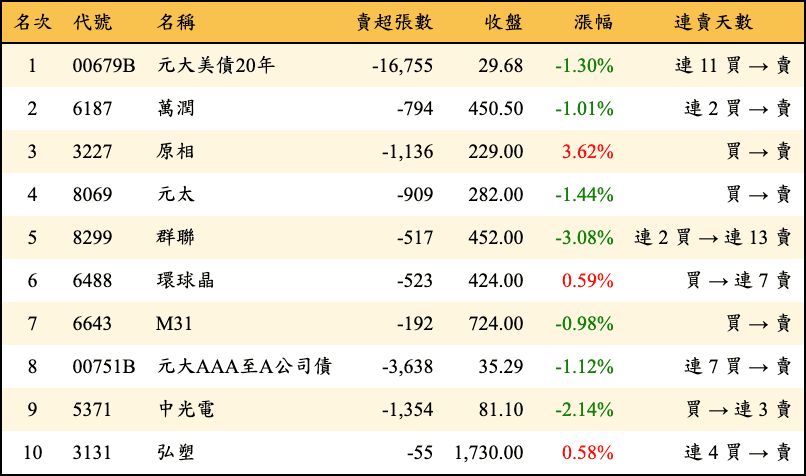 名次 代號 名稱 賣超張數 收盤 漲幅 連賣天數
1 00679B 元大美債20年 -16,755 29.68 -1.30% 連 11 買 → 賣
2 6187 萬潤 -794 450.50 -1.01% 連 2 買 → 賣
3 3227 原相 -1,136 229.00 3.62% 買 → 賣
4 8069 元太 -909 282.00 -1.44% 買 → 賣
5 8299 群聯 -517 452.00 -3.08% 連 2 買 → 連 13 賣
6 6488 環球晶 -523 424.00 0.59% 買 → 連 7 賣
7 6643 M31 -192 724.00 -0.98% 買 → 賣
8 00751B 元大AAA至A公司債 -3,638 35.29 -1.12% 連 7 買 → 賣
9 5371 中光電 -1,354 81.10 -2.14% 買 → 連 3 賣
10 3131 弘塑 -55 1,730.00 0.58% 連 4 買 → 賣